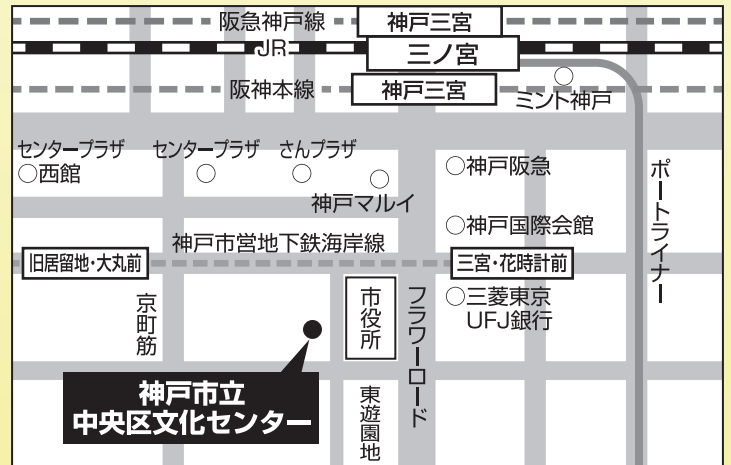 阪急神戸線
神戸三宮
JR
三ノ宮
阪神本線
神戸三宮
ミント神戸
センタープラザ
西館
センタープラザ
さんプラザ
神戸マルイ
神戸阪急
神戸国際会館
ポートライナー
神戸市営地下鉄海岸線
旧居留地・大丸前
三宮・花時計前
京町筋
市役所
フラワーロード
三菱東京
UFJ銀行
神戸市立
中央区文化センター
東遊園地